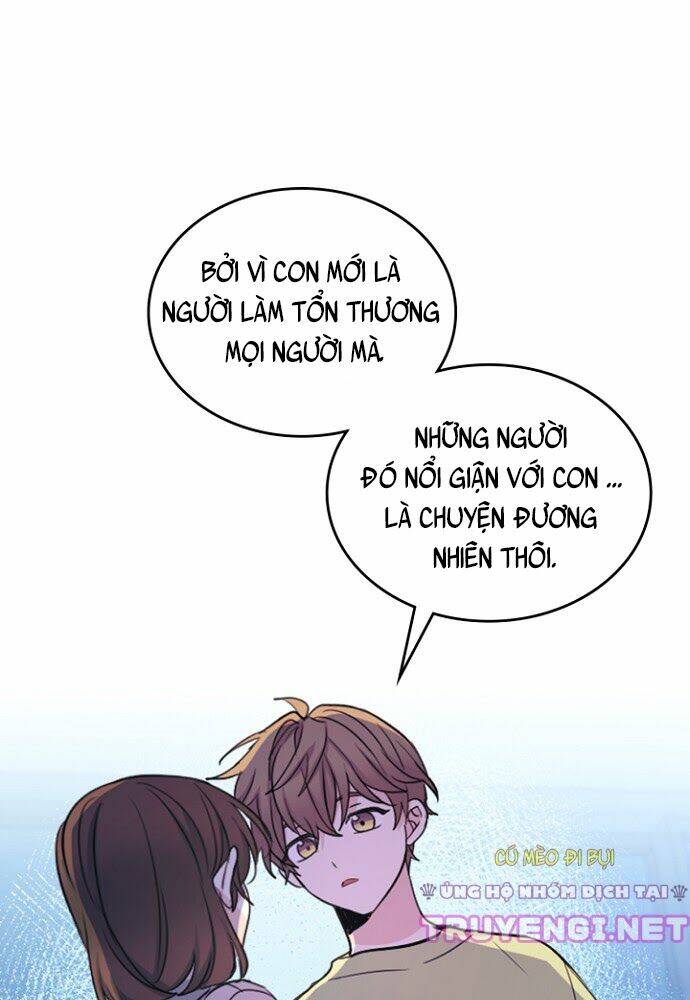 BỞI VÌ CON MỚI LÀ
NGƯỜI LÀM TỔN THƯƠNG
MỌI NGƯỜI MÀ.
NHỮNG NGƯỜI
ĐÓ NỔI GIẬN VỚI CON ...
LÀ CHUYỆN ĐƯƠNG
NHIÊN THÔI.
CÚ MÈO ĐI BỤI
ỦNG HỘ NHÓM DỊCH TẠI
TRUYENGI.NET